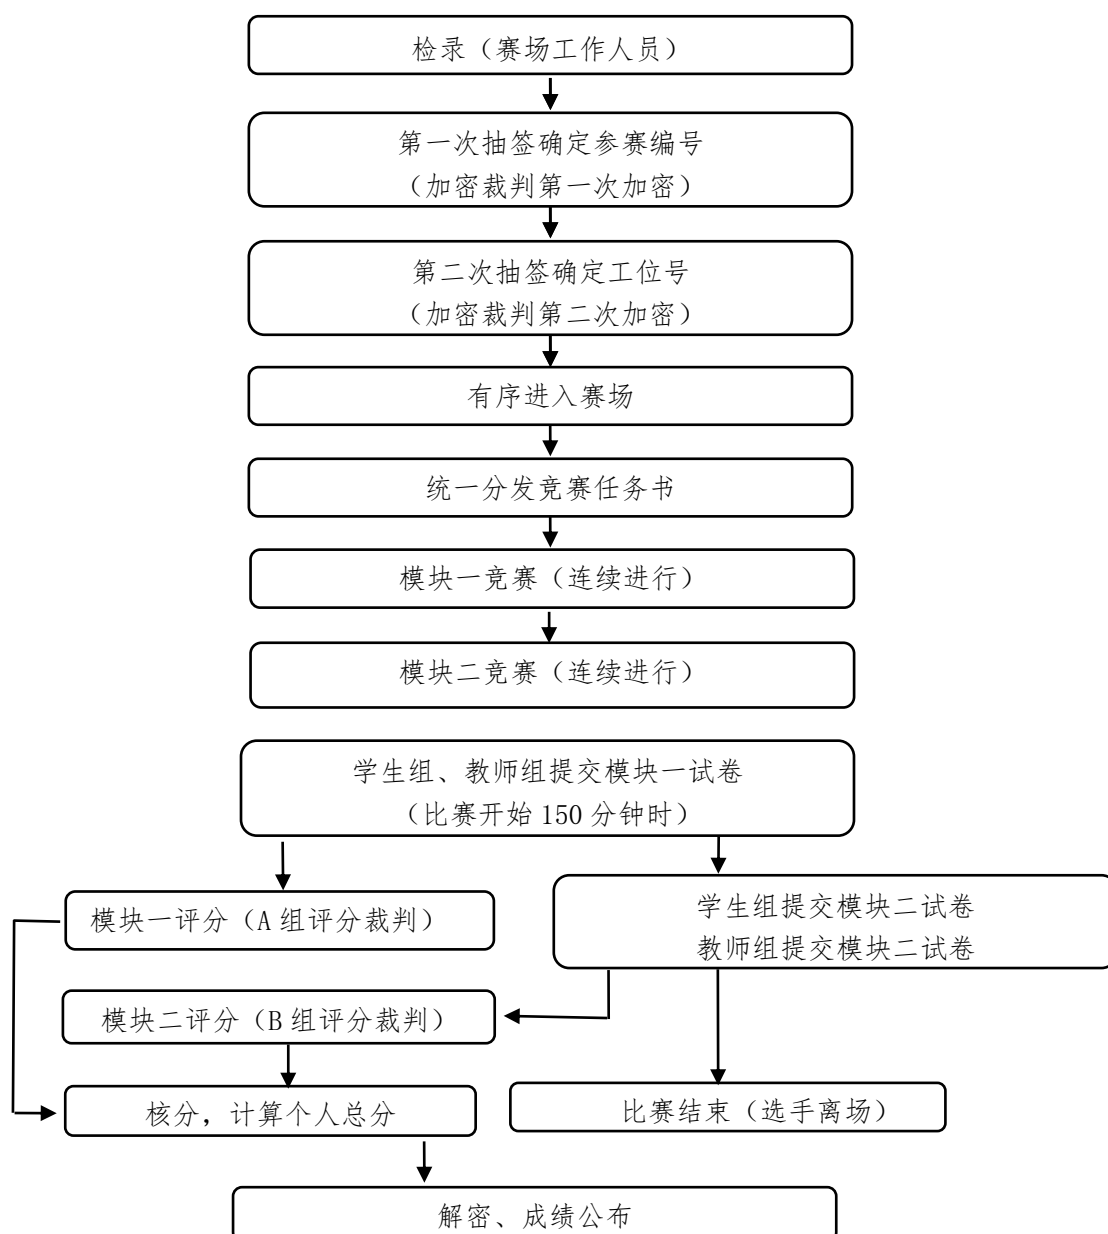 检录（赛场工作人员）
第一次抽签确定参赛编号
（加密裁判第一次加密）
第二次抽签确定工位号
（加密裁判第二次加密）
有序进入赛场
统一分发竞赛任务书
模块一竞赛（连续进行）
模块二竞赛（连续进行）
学生组、教师组提交模块一试卷
（比赛开始 150 分钟时）
模块一评分（A 组评分裁判）
学生组提交模块二试卷
教师组提交模块二试卷
模块二评分（B 组评分裁判）
核分，计算个人总分
比赛结束（选手离场）
解密、成绩公布